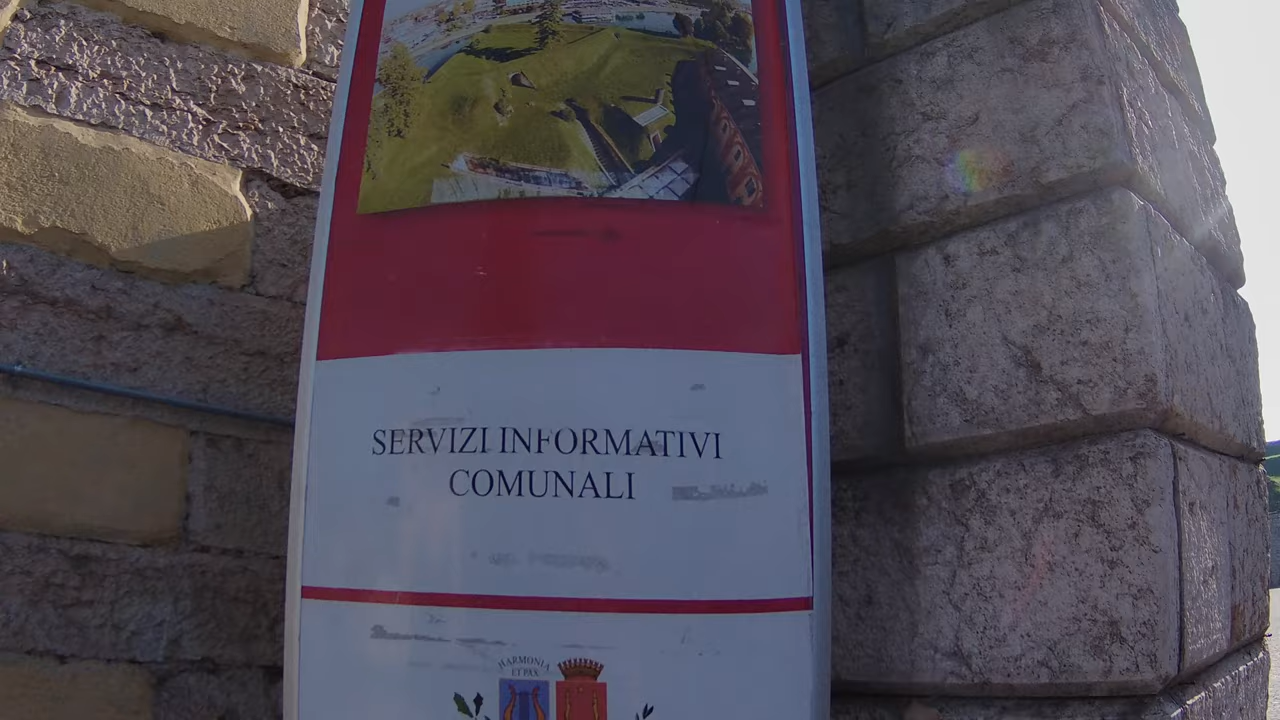 SERVIZI INFORMATIVI
COMUNALI
HARMONIA
ET PAX